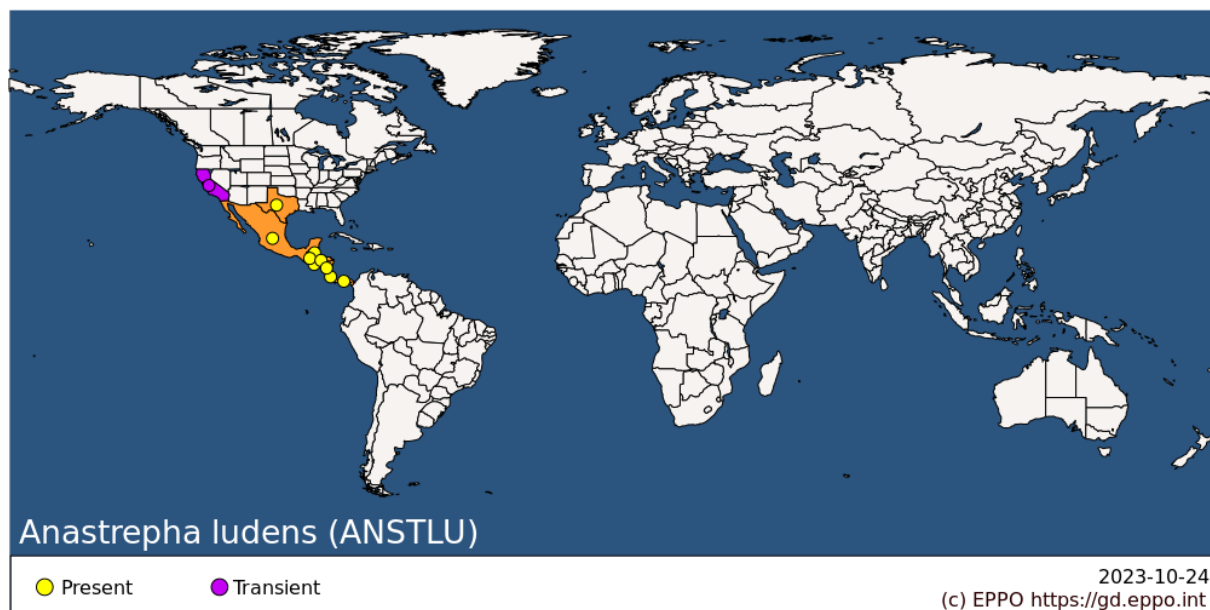 Anastrepha ludens (ANSTLU)
Present
Transient
2023-10-24
(c) EPPO https://gd.eppo.int